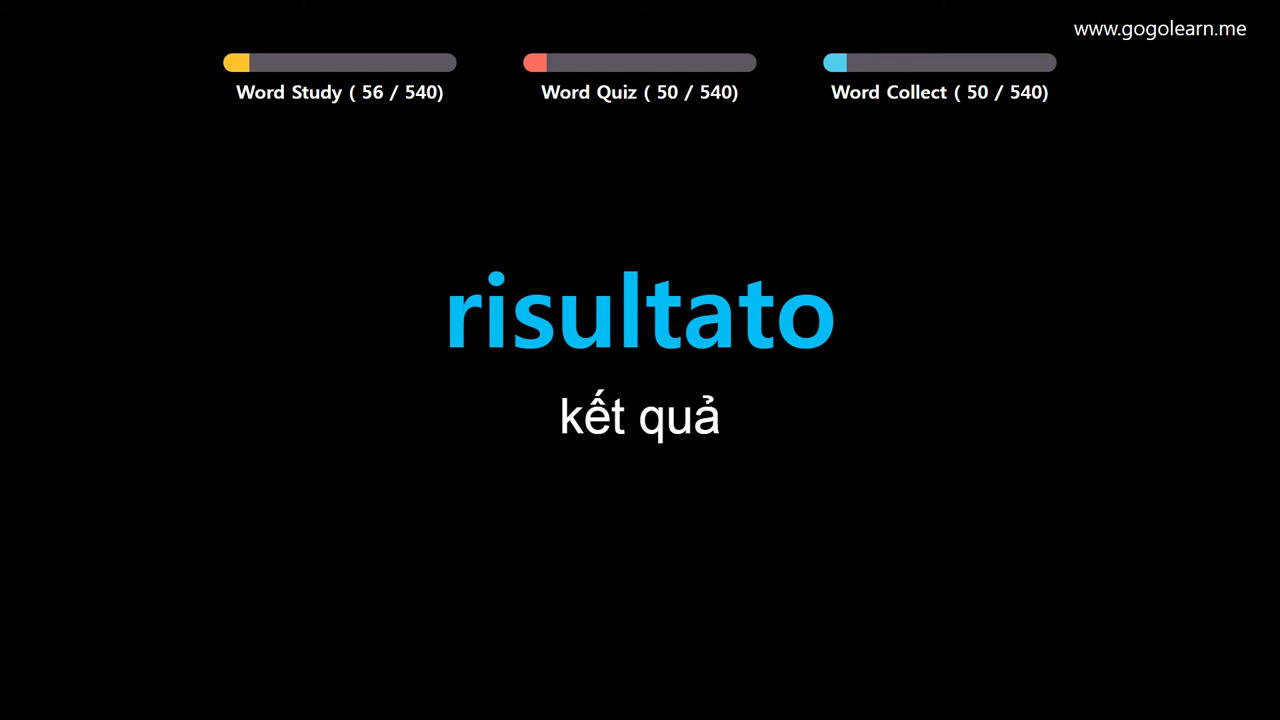 www.gogolearn.me
Word Study ( 56 / 540)
Word Quiz ( 50 / 540)
Word Collect ( 50 / 540)
risultato
kết quả